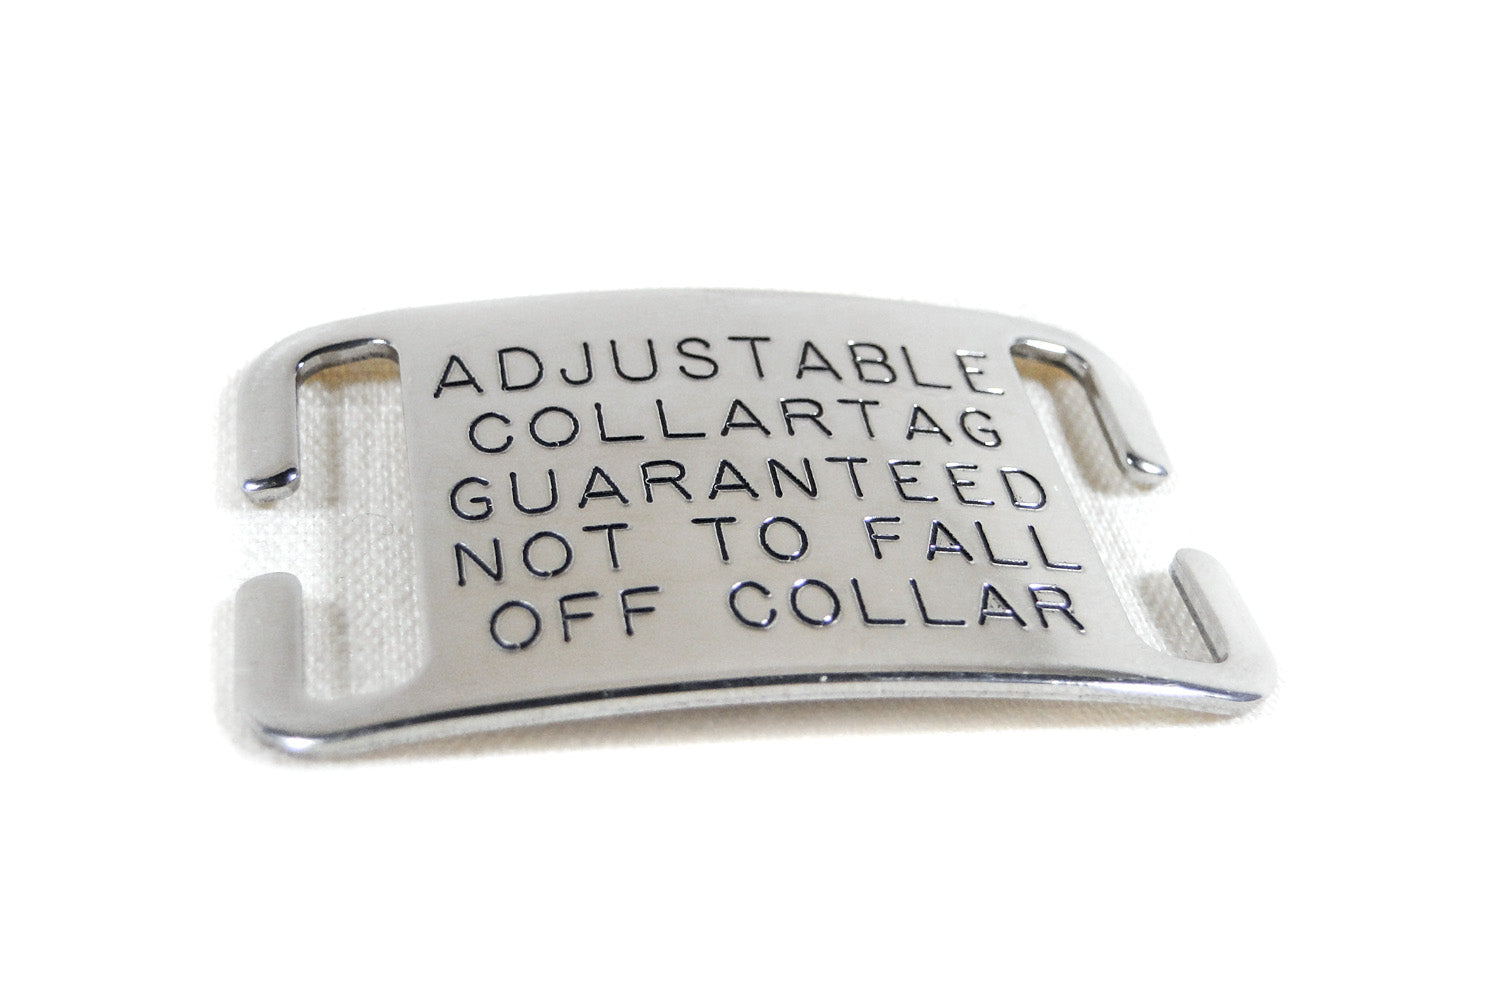 ADJUSTABLE
COLLARTAG
GUARANTEED
NOT TO FALL
OFF COLLAR